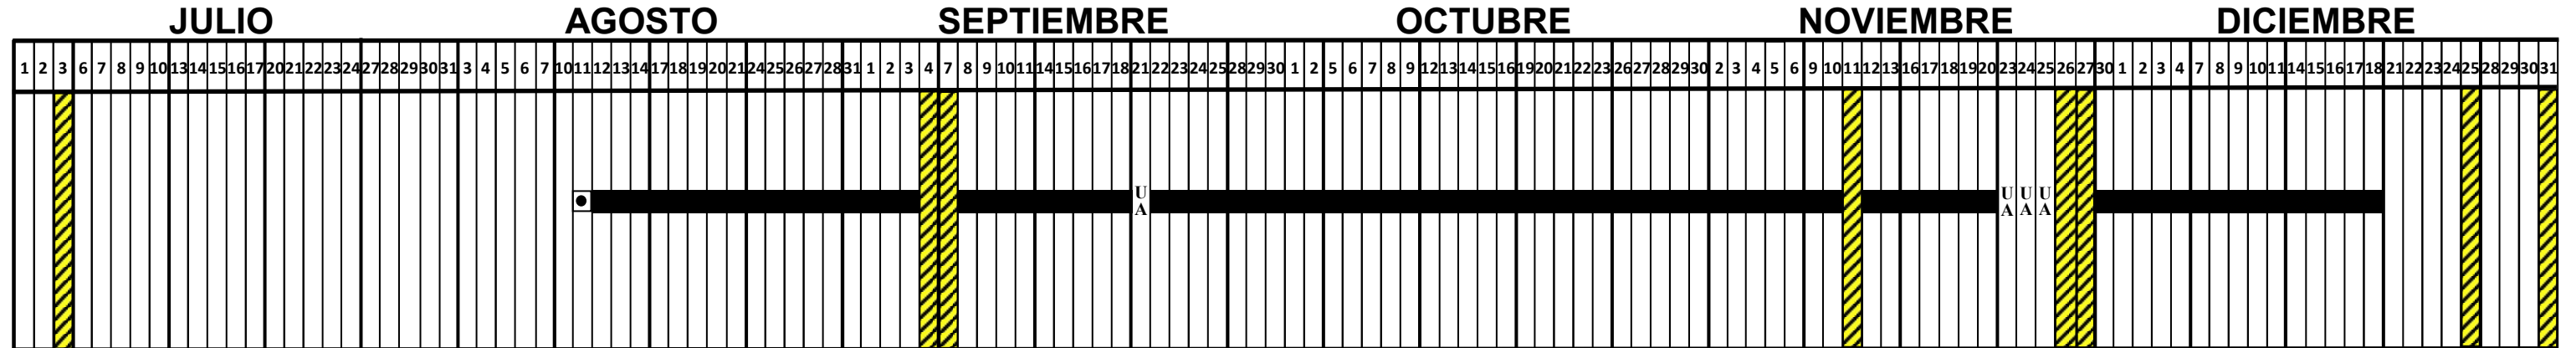 JULIO AGOSTO SEPTIEMBRE OCTUBRE NOVIEMBRE DICIEMBRE
1 2 3 6 7 8 9 10 13 14 15 16 17 20 21 22 23 24 27 28 29 30 31 3 4 5 6 7 10 11 12 13 14 17 18 19 20 21 24 25 26 27 28 31 1 2 3 4 7 8 9 10 11 14 15 16 17 18 21 22 23 24 25 28 29 30 1 2 5 6 7 8 9 12 13 14 15 16 19 20 21 22 23 26 27 28 29 30 2 3 4 5 6 9 10 11 12 13 16 17 18 19 20 23 24 25 26 27 30 1 2 3 4 7 8 9 10 11 14 15 16 17 18 21 22 23 24 25 28 29 30 31
U U U U
A A A A